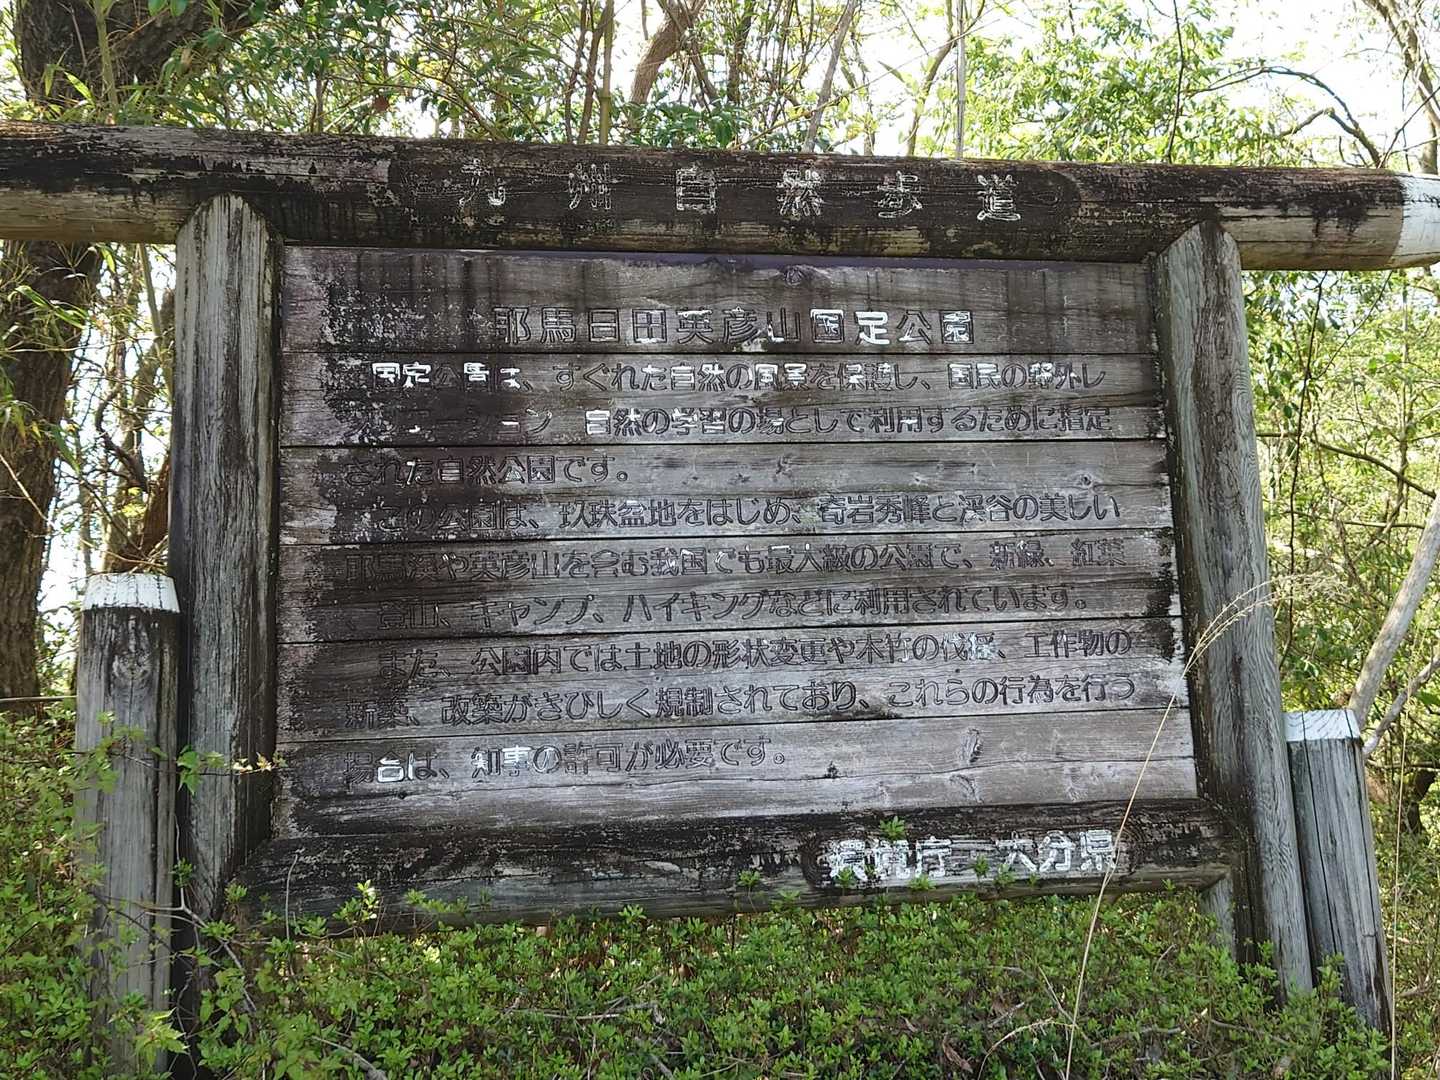 九州自然歩道
耶馬日田英彦山国定公園
国定公園は、すぐれた自然の風景を保護し、国民の野外レ
クリエーション 自然の学習の場として利用するために指定
された自然公園です。
この公園は、玖珠盆地をはじめ、奇岩秀峰と渓谷の美しい
耶馬渓や英彦山を含む我国でも最大級の公園で、新緑、紅葉
、登山、キャンプ、ハイキングなどに利用されています。
また、公園内では土地の形状変更や木竹の伐採、工作物の
新築、改築がきびしく規制されており、これらの行為を行う
場合は、知事の許可が必要です。
環境庁 大分県